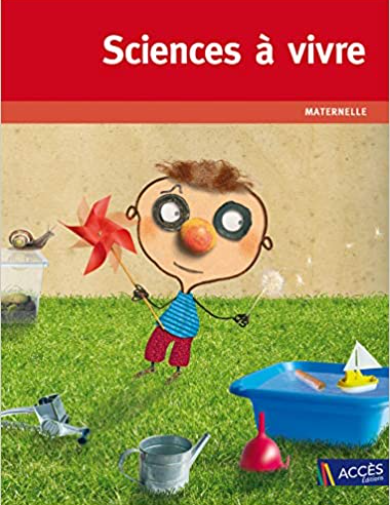 Sciences à vivre
MATERNELLE
ACCÈS
Éditions